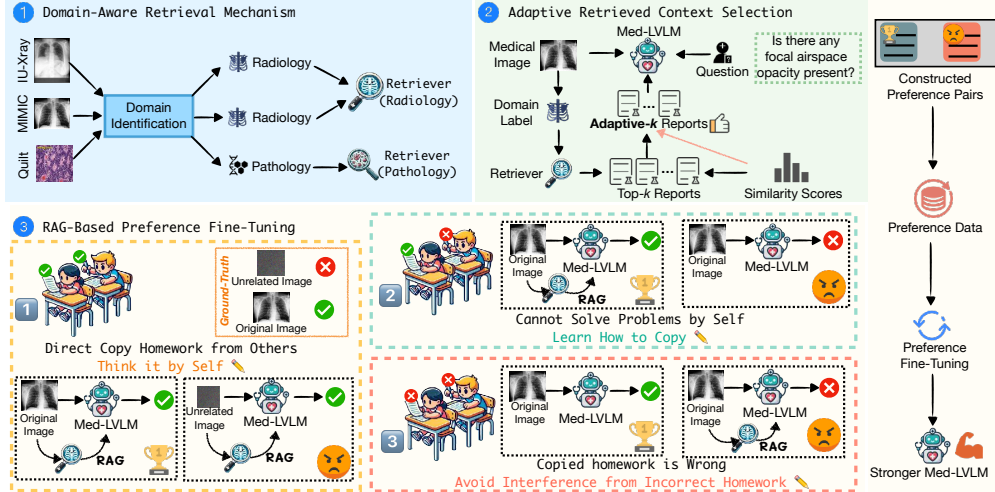 1 Domain-Aware Retrieval Mechanism
IU-Xray
MIMIC
Quilt
Domain
Identification
Radiology
Radiology
Pathology
Retriever
(Radiology)
Retriever
(Pathology)
2 Adaptive Retrieved Context Selection
Medical
Image
Med-LVLM
Question
Is there any
focal airspace
opacity present?
Domain
Label
Adaptive-k Reports
Retriever
Top-k Reports
Similarity Scores
Constructed
Preference Pairs
Preference Data
Preference
Fine-Tuning
Stronger Med-LVLM
3 RAG-Based Preference Fine-Tuning
1
Ground-Truth
Unrelated Image
Original Image
Direct Copy Homework from Others
Think it by Self
Original
Image
Med-LVLM
RAG
1
Unrelated
Image
Med-LVLM
RAG
2
Original
Image
Med-LVLM
RAG
1
Original
Image
Med-LVLM
Cannot Solve Problems by Self
Learn How to Copy
3
Original
Image
Med-LVLM
1
Original
Image
Med-LVLM
RAG
Copied homework is Wrong
Avoid Interference from Incorrect Homework